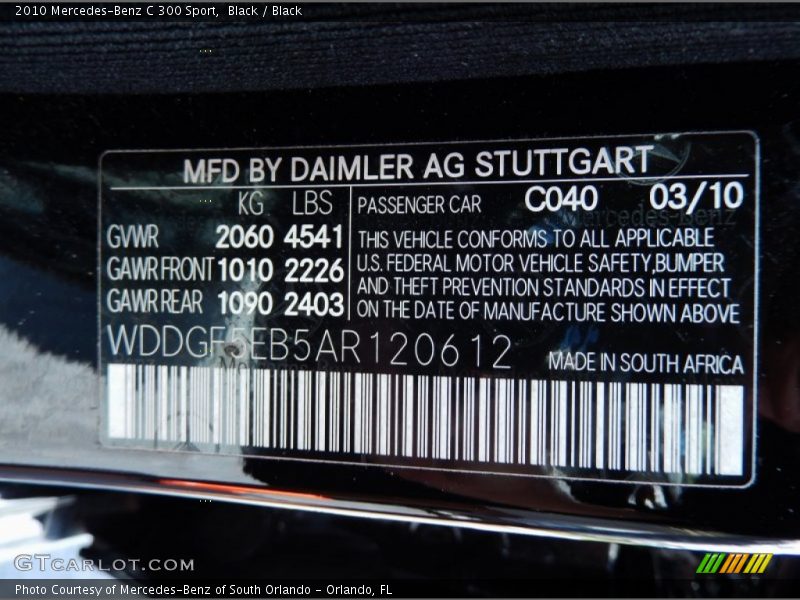 2010 Mercedes-Benz C 300 Sport, Black / Black
MFD BY DAIMLER AG STUTTGART
KG LBS
PASSENGER CAR C040 03/10
GVWR 2060 4541
GAWR FRONT 1010 2226
GAWR REAR 1090 2403
THIS VEHICLE CONFORMS TO ALL APPLICABLE
U.S. FEDERAL MOTOR VEHICLE SAFETY, BUMPER
AND THEFT PREVENTION STANDARDS IN EFFECT
ON THE DATE OF MANUFACTURE SHOWN ABOVE
WDDGF5EB5AR120612
MADE IN SOUTH AFRICA
GTCARLOT.COM
Photo Courtesy of Mercedes-Benz of South Orlando - Orlando, FL